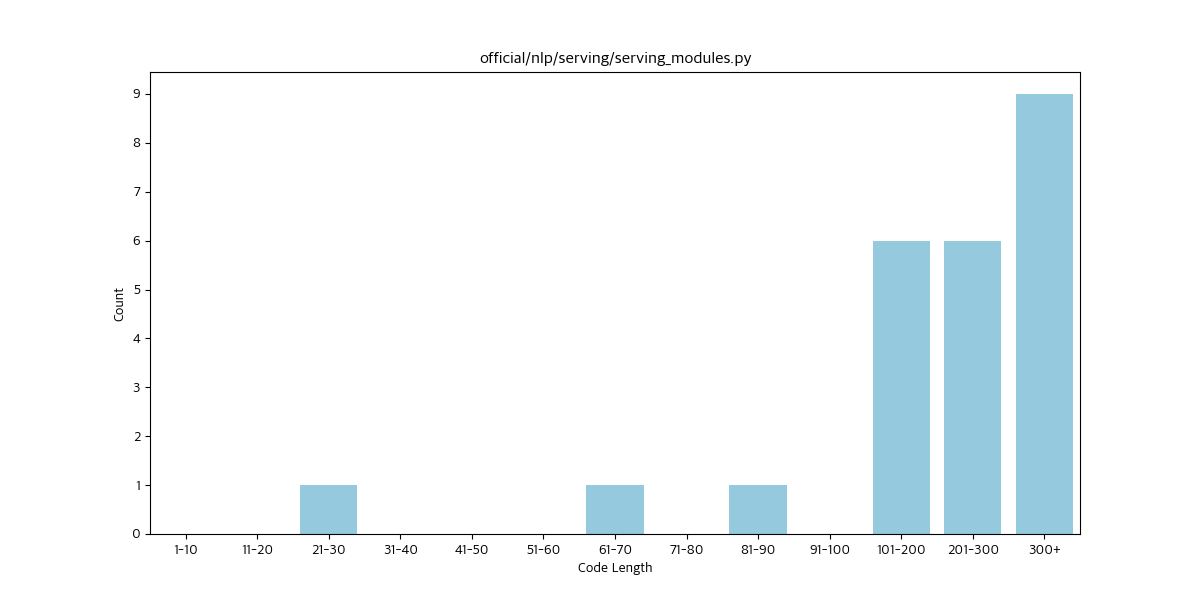 official/nlp/serving/serving_modules.py
9
8
7
6
5
4
3
2
1
0
Count
1-10 11-20 21-30 31-40 41-50 51-60 61-70 71-80 81-90 91-100 101-200 201-300 300+
Code Length